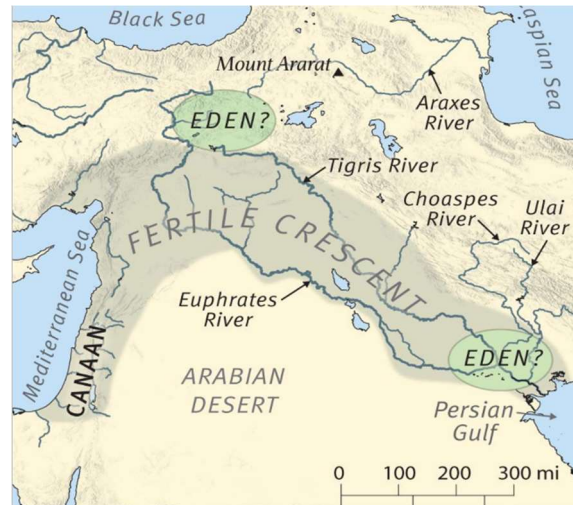 Black Sea
aspian Sea
Mount Ararat
EDEN?
Araxes
River
Tigris River
Choaspes
River
Ulai
River
FERTILE CRESCENT
Mediterranean Sea
Euphrates
River
CANAAN
EDEN?
ARABIAN
DESERT
Persian
Gulf
0 100 200 300 mi